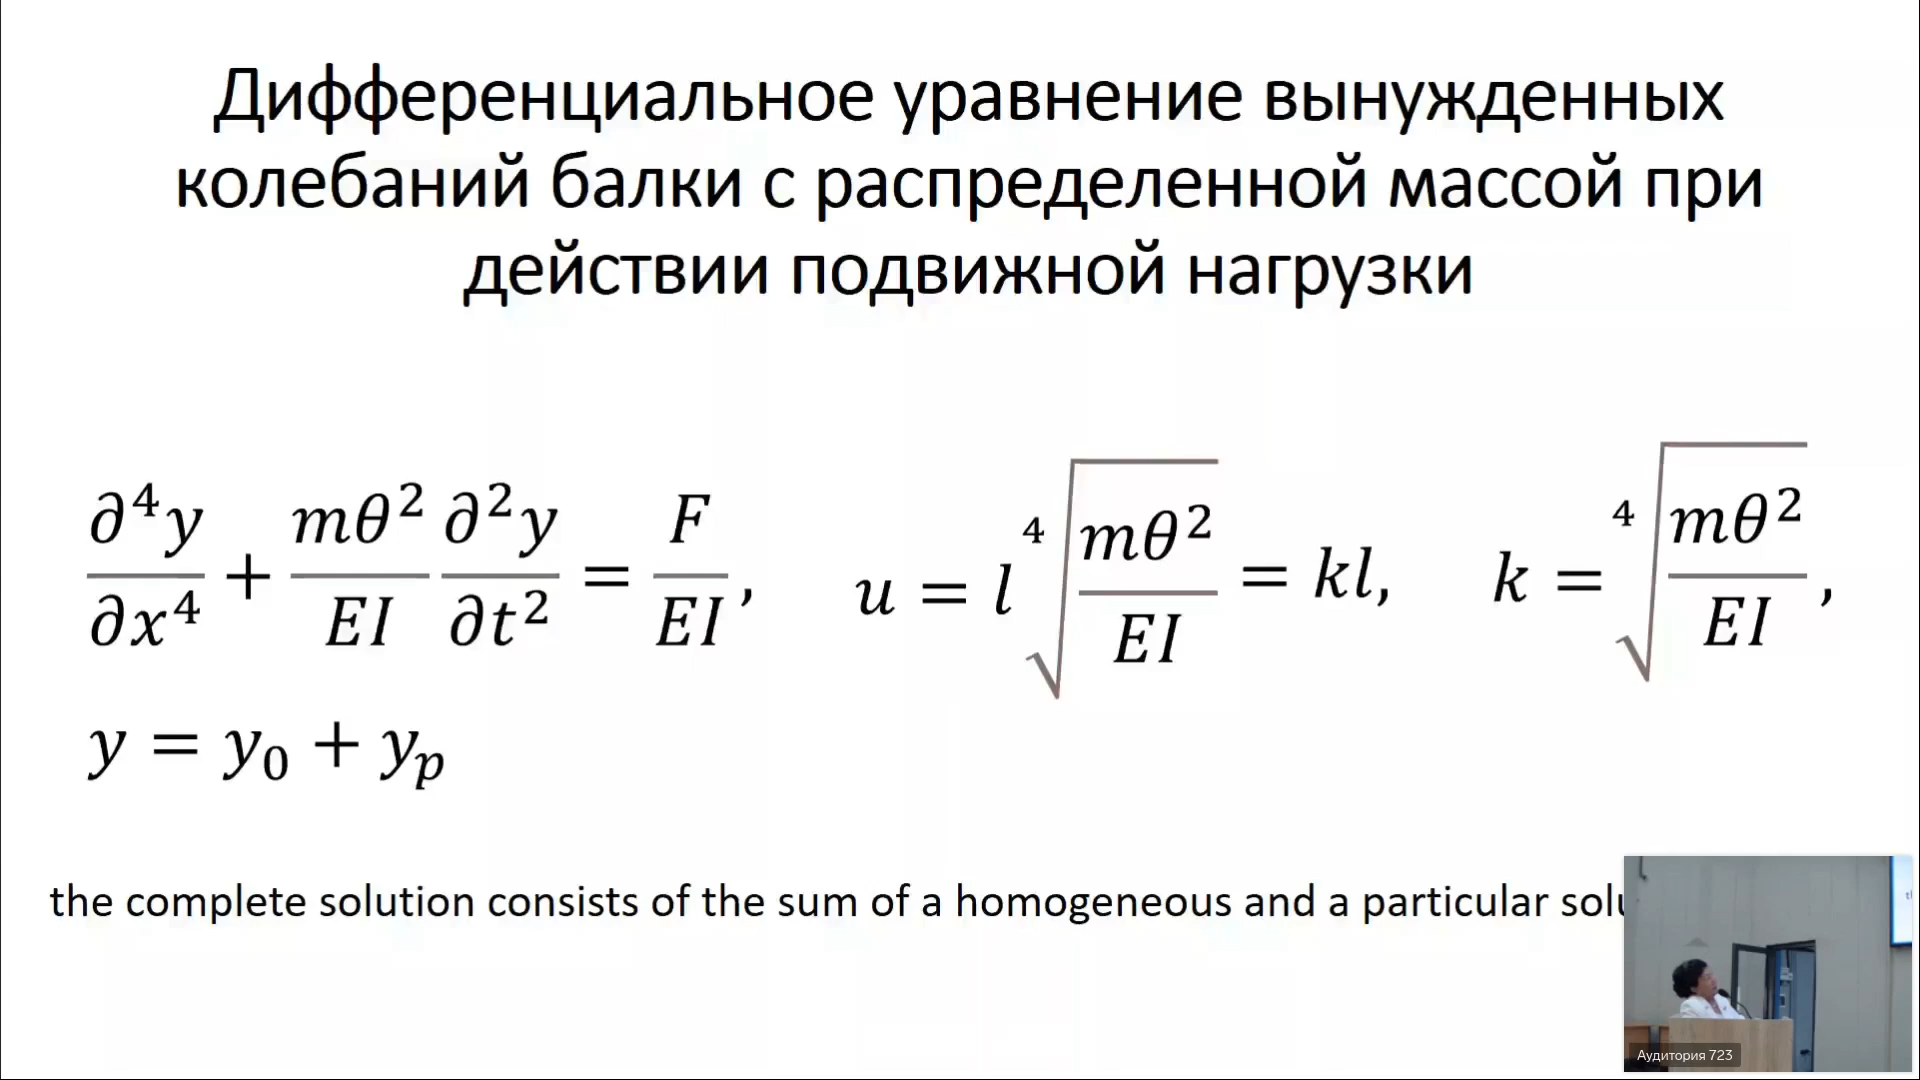 Дифференциальное уравнение вынужденных
колебаний балки с распределенной массой при
действии подвижной нагрузки
∂⁴y/∂x⁴ + mθ²/EI ∂²y/∂t² = F/EI, u = l ⁴√(mθ²/EI) = kl, k = ⁴√(mθ²/EI),
y = y₀ + yₚ
the complete solution consists of the sum of a homogeneous and a particular
Аудитория 723